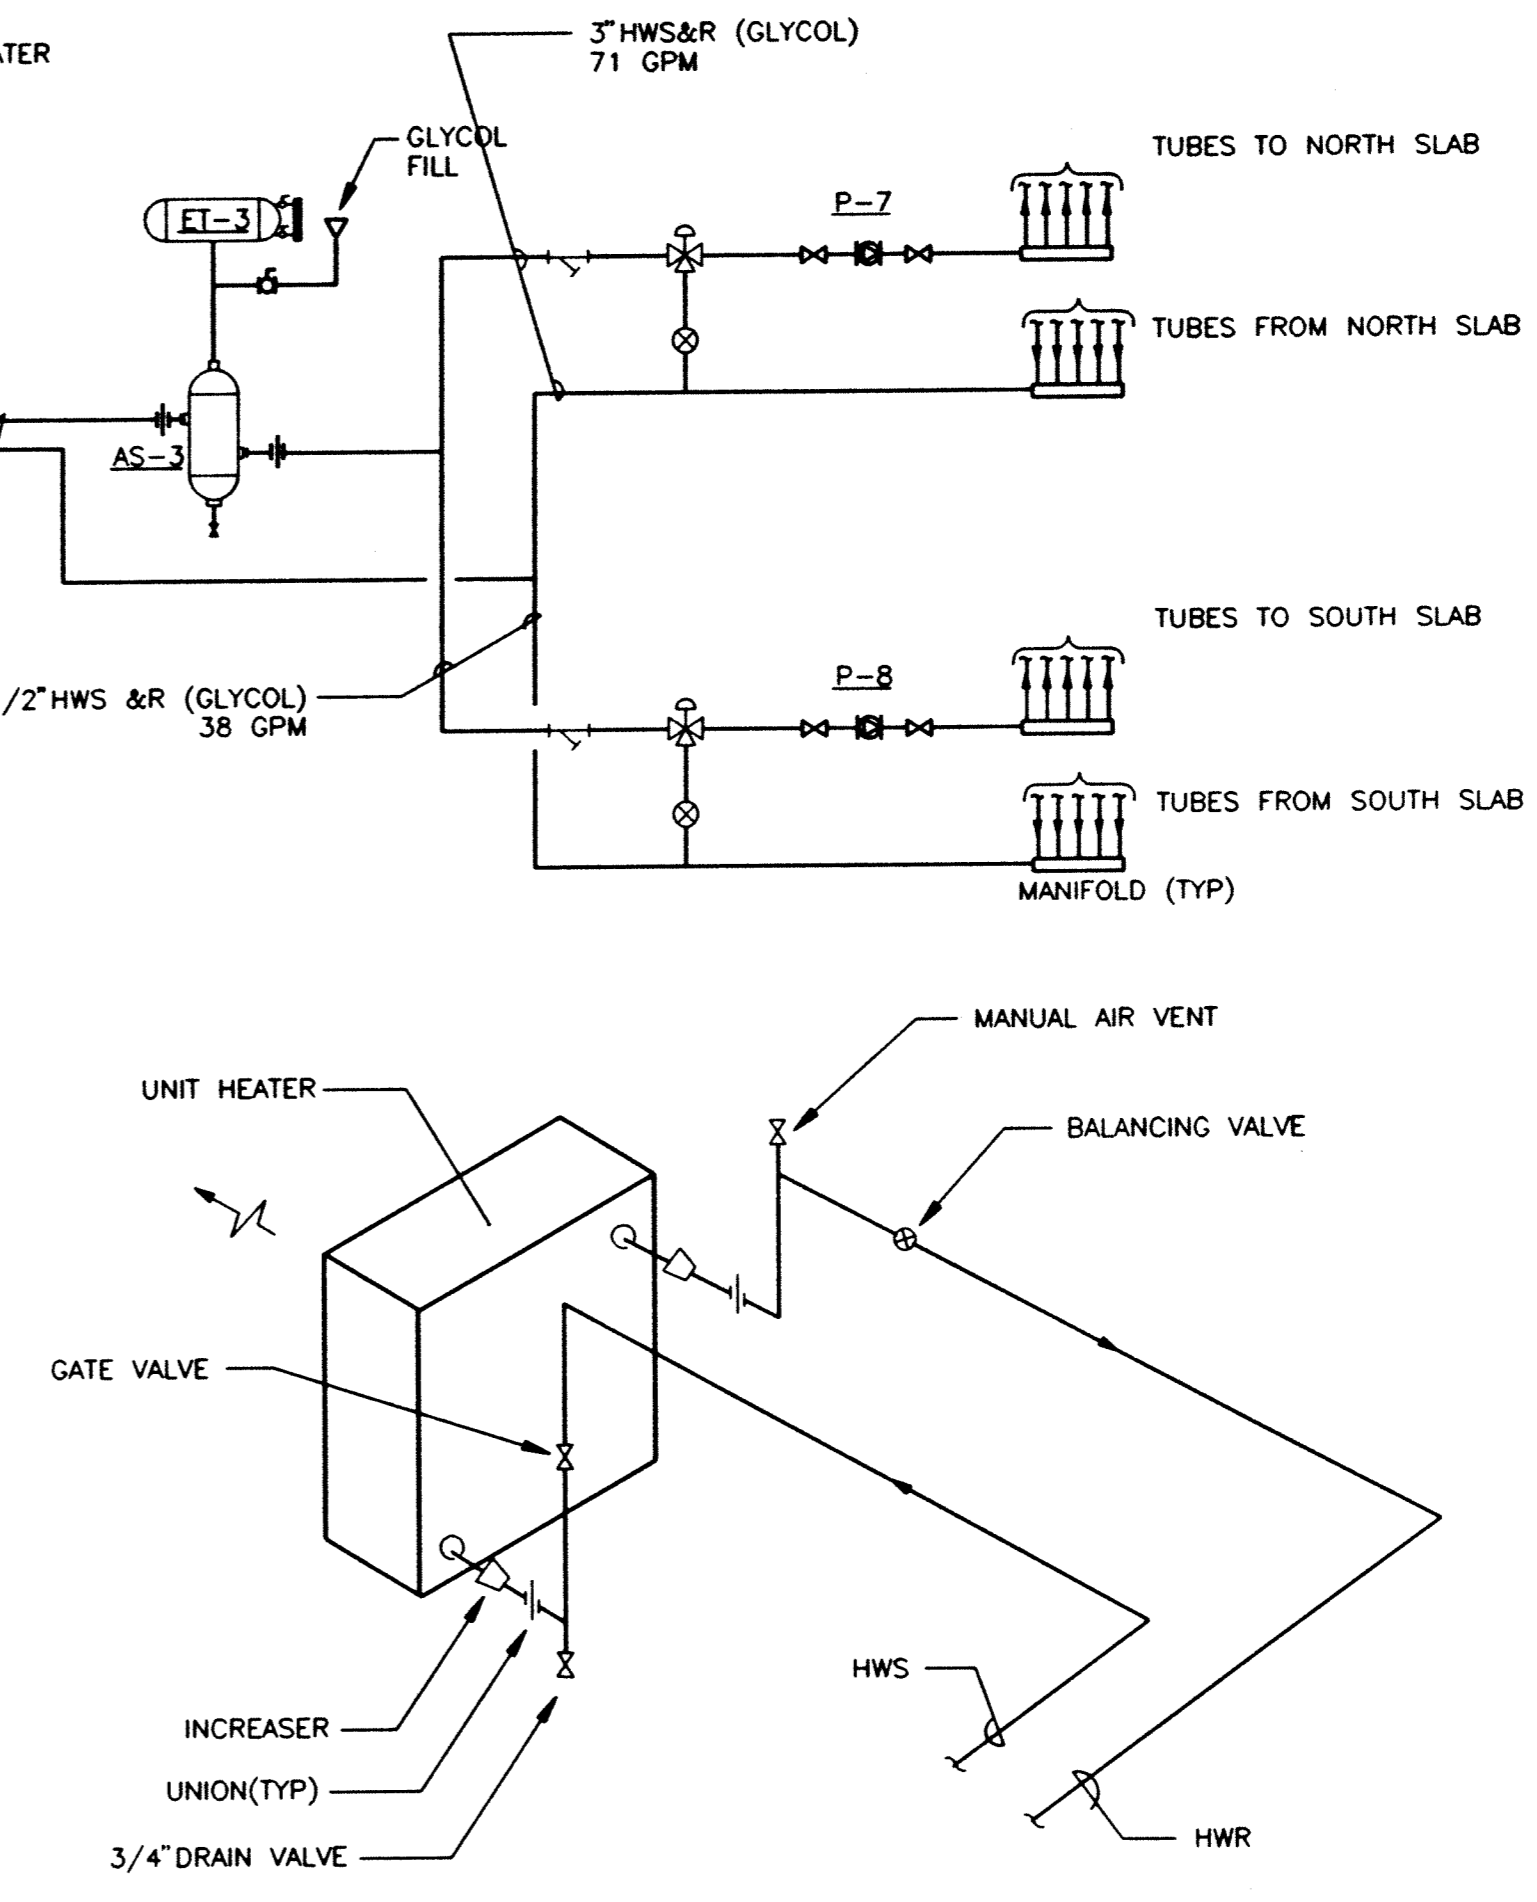 3"HWS&R (GLYCOL)
71 GPM
GLYCOL
FILL
TUBES TO NORTH SLAB
P-7
ET-3
TUBES FROM NORTH SLAB
AS-3
TUBES TO SOUTH SLAB
P-8
/2"HWS &R (GLYCOL)
38 GPM
TUBES FROM SOUTH SLAB
MANIFOLD (TYP)
MANUAL AIR VENT
UNIT HEATER
BALANCING VALVE
GATE VALVE
HWS
INCREASER
UNION(TYP)
HWR
3/4"DRAIN VALVE